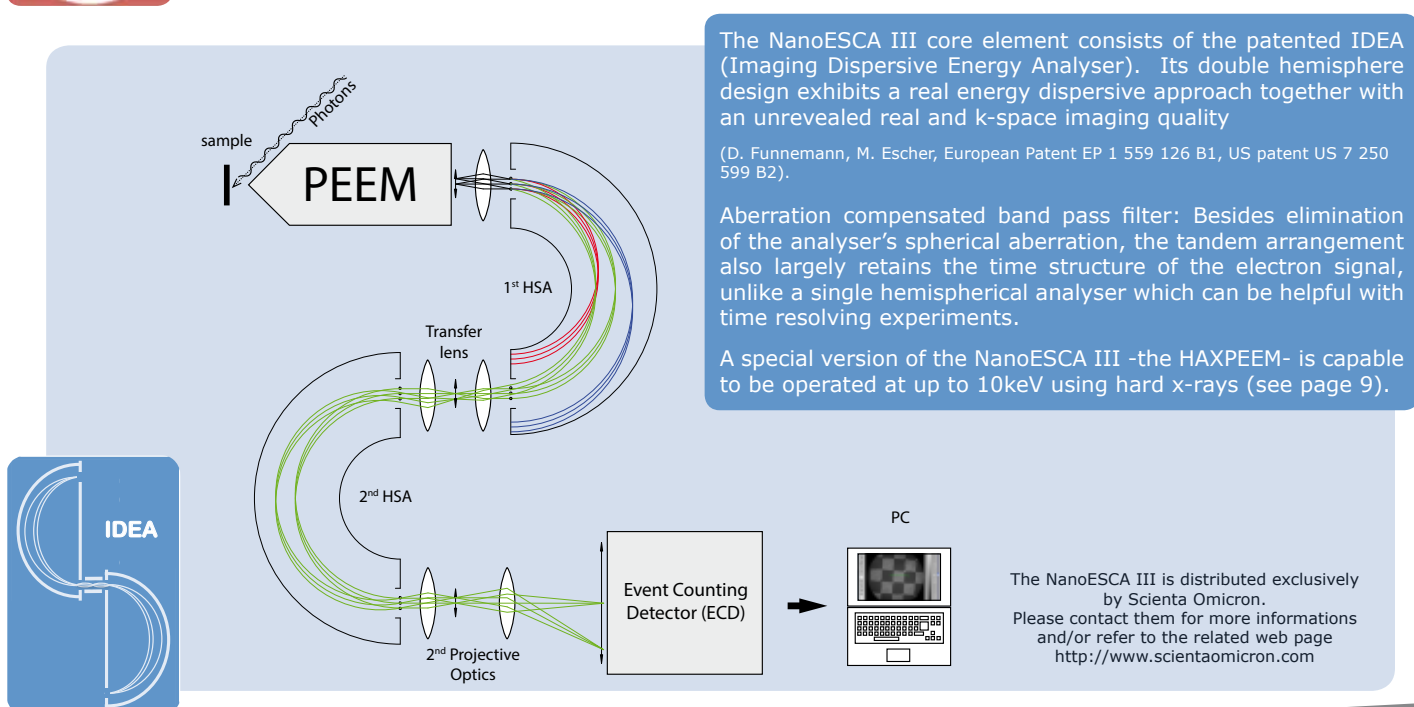 The NanoESCA III core element consists of the patented IDEA
(Imaging Dispersive Energy Analyser). Its double hemisphere
design exhibits a real energy dispersive approach together with
an unrevealed real and k-space imaging quality
(D. Funnemann, M. Escher, European Patent EP 1 559 126 B1, US patent US 7 250
599 B2).
Aberration compensated band pass filter: Besides elimination
of the analyser's spherical aberration, the tandem arrangement
also largely retains the time structure of the electron signal,
unlike a single hemispherical analyser which can be helpful with
time resolving experiments.
A special version of the NanoESCA III -the HAXPEEM- is capable
to be operated at up to 10keV using hard x-rays (see page 9).
Photons
sample
PEEM
1st HSA
Transfer
lens
2nd HSA
IDEA
2nd Projective
Optics
Event Counting
Detector (ECD)
PC
The NanoESCA III is distributed exclusively
by Scienta Omicron.
Please contact them for more informations
and/or refer to the related web page
http://www.scientaomicron.com